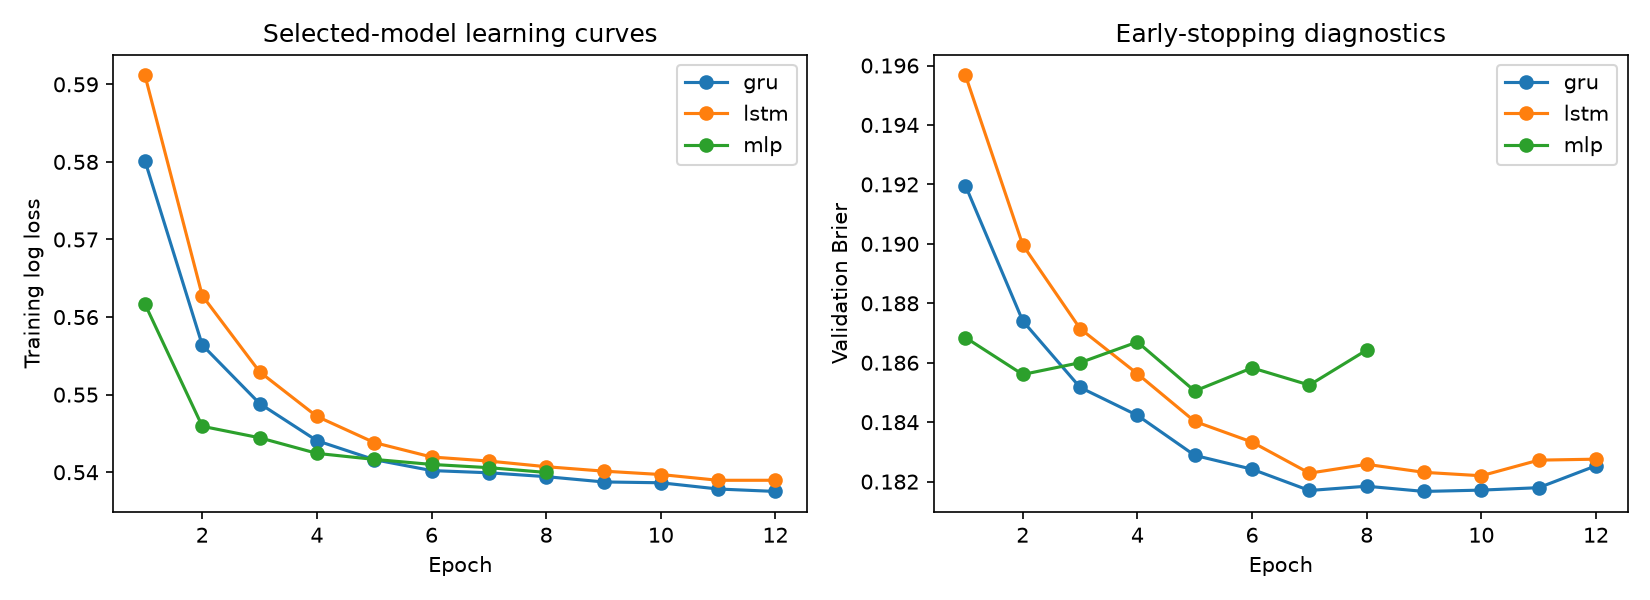 Selected-model learning curves
Training log loss
0.59
0.58
0.57
0.56
0.55
0.54
2 4 6 8 10 12
Epoch
gru
lstm
mlp
Early-stopping diagnostics
Validation Brier
0.196
0.194
0.192
0.190
0.188
0.186
0.184
0.182
2 4 6 8 10 12
Epoch
gru
lstm
mlp